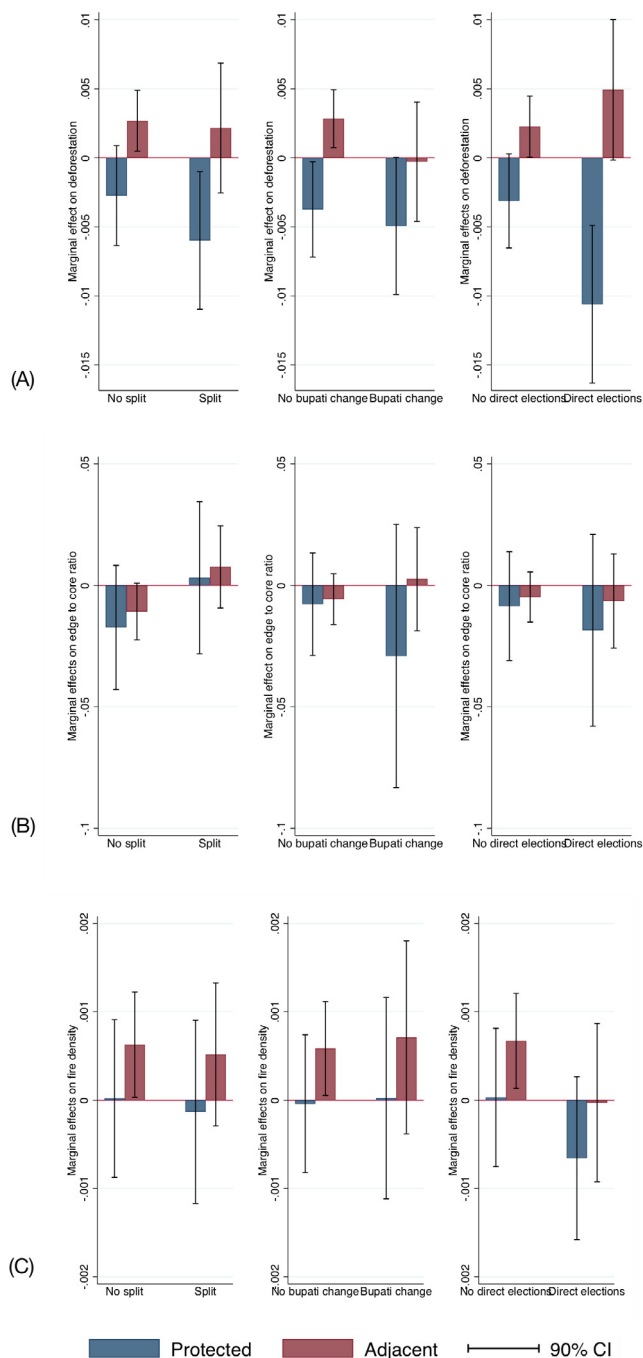 Marginal effect on deforestation
.01
.005
0
-.005
-.01
-.015
No split
Split
Marginal effect on deforestation
.01
.005
0
-.005
-.01
-.015
No bupati change
Bupati change
Marginal effects on deforestation
.01
.005
0
-.005
-.01
-.015
No direct elections
Direct elections
(A)
Marginal effects on edge to core ratio
.05
0
-.05
-.1
No split
Split
Marginal effect on edge to core ratio
.05
0
-.05
-.1
No bupati change
Bupati change
Marginal effects on edge to core ratio
.05
0
-.05
-.1
No direct elections
Direct elections
(B)
Marginal effects on fire density
.002
.001
0
-.001
-.002
No split
Split
Marginal effects on fire density
.002
.001
0
-.001
-.002
No bupati change
Bupati change
Marginal effects on fire density
.002
.001
0
-.001
-.002
No direct elections
Direct elections
(C)
Protected
Adjacent
90% CI